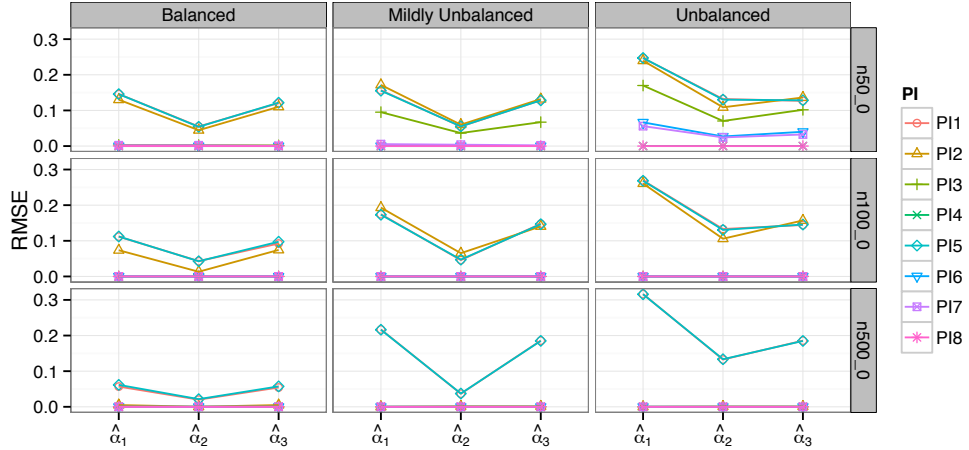 Balanced
Mildly Unbalanced
Unbalanced
RMSE
0.3
0.2
0.1
0.0
n50_0
0.3
0.2
0.1
0.0
n100_0
0.3
0.2
0.1
0.0
n500_0
α̂₁ α̂₂ α̂₃
α̂₁ α̂₂ α̂₃
α̂₁ α̂₂ α̂₃
PI
PI1
PI2
PI3
PI4
PI5
PI6
PI7
PI8